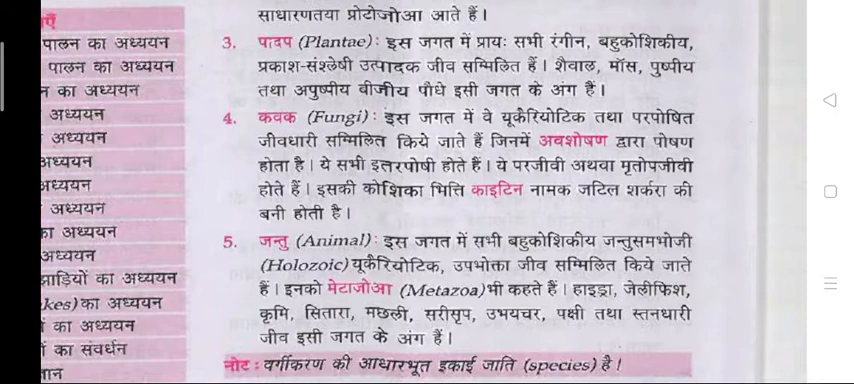 साधारणतया प्रोटोजोआ आते हैं।
3. पादप (Plantae): इस जगत में प्रायः सभी रंगीन, बहुकोशिकीय,
प्रकाश-संश्लेषी उत्पादक जीव सम्मिलित हैं। शैवाल, मॉस, पुष्पीय
तथा अपुष्पीय बीजीय पौधे इसी जगत के अंग हैं।
4. कवक (Fungi): इस जगत में वे यूकैरियोटिक तथा परपोषित
जीवधारी सम्मिलित किये जाते हैं जिनमें अवशोषण द्वारा पोषण
होता है। ये सभी इतरपोषी होते हैं। ये परजीवी अथवा मृतोपजीवी
होते हैं। इसकी कोशिका भित्ति काइटिन नामक जटिल शर्करा की
बनी होती है।
5. जन्तु (Animal): इस जगत में सभी बहुकोशिकीय जन्तुसमभोजी
(Holozoic) यूकैरियोटिक, उपभोक्ता जीव सम्मिलित किये जाते
हैं। इनको मेटाजोआ (Metazoa) भी कहते हैं। हाइड्रा, जेलीफिश,
कृमि, सितारा, मछली, सरीसृप, उभयचर, पक्षी तथा स्तनधारी
जीव इसी जगत के अंग हैं।
नोट : वर्गीकरण की आधारभूत इकाई जाति (species) है।
पालन का अध्ययन
पालन का अध्ययन
का अध्ययन
अध्ययन
अध्ययन
अध्ययन
अध्ययन
अध्ययन
का अध्ययन
अध्ययन
झाड़ियों का अध्ययन
kes) का अध्ययन
का अध्ययन
का संवर्धन